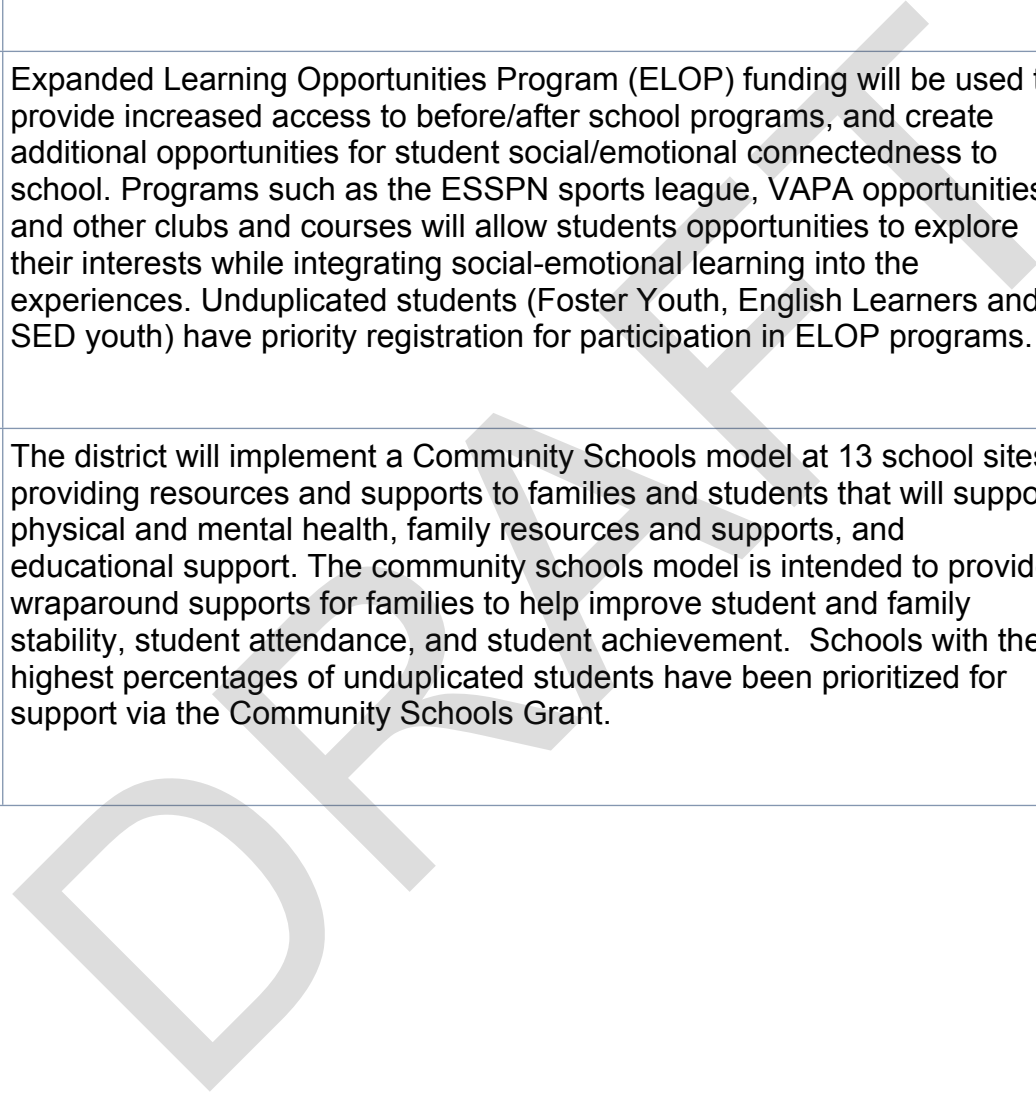 Expanded Learning Opportunities Program (ELOP) funding will be used
provide increased access to before/after school programs, and create
additional opportunities for student social/emotional connectedness to
school. Programs such as the ESSPN sports league, VAPA opportunities
and other clubs and courses will allow students opportunities to explore
their interests while integrating social-emotional learning into the
experiences. Unduplicated students (Foster Youth, English Learners and
SED youth) have priority registration for participation in ELOP programs.
The district will implement a Community Schools model at 13 school sites
providing resources and supports to families and students that will suppo
physical and mental health, family resources and supports, and
educational support. The community schools model is intended to provid
wraparound supports for families to help improve student and family
stability, student attendance, and student achievement.  Schools with the
highest percentages of unduplicated students have been prioritized for
support via the Community Schools Grant.
DRAFT